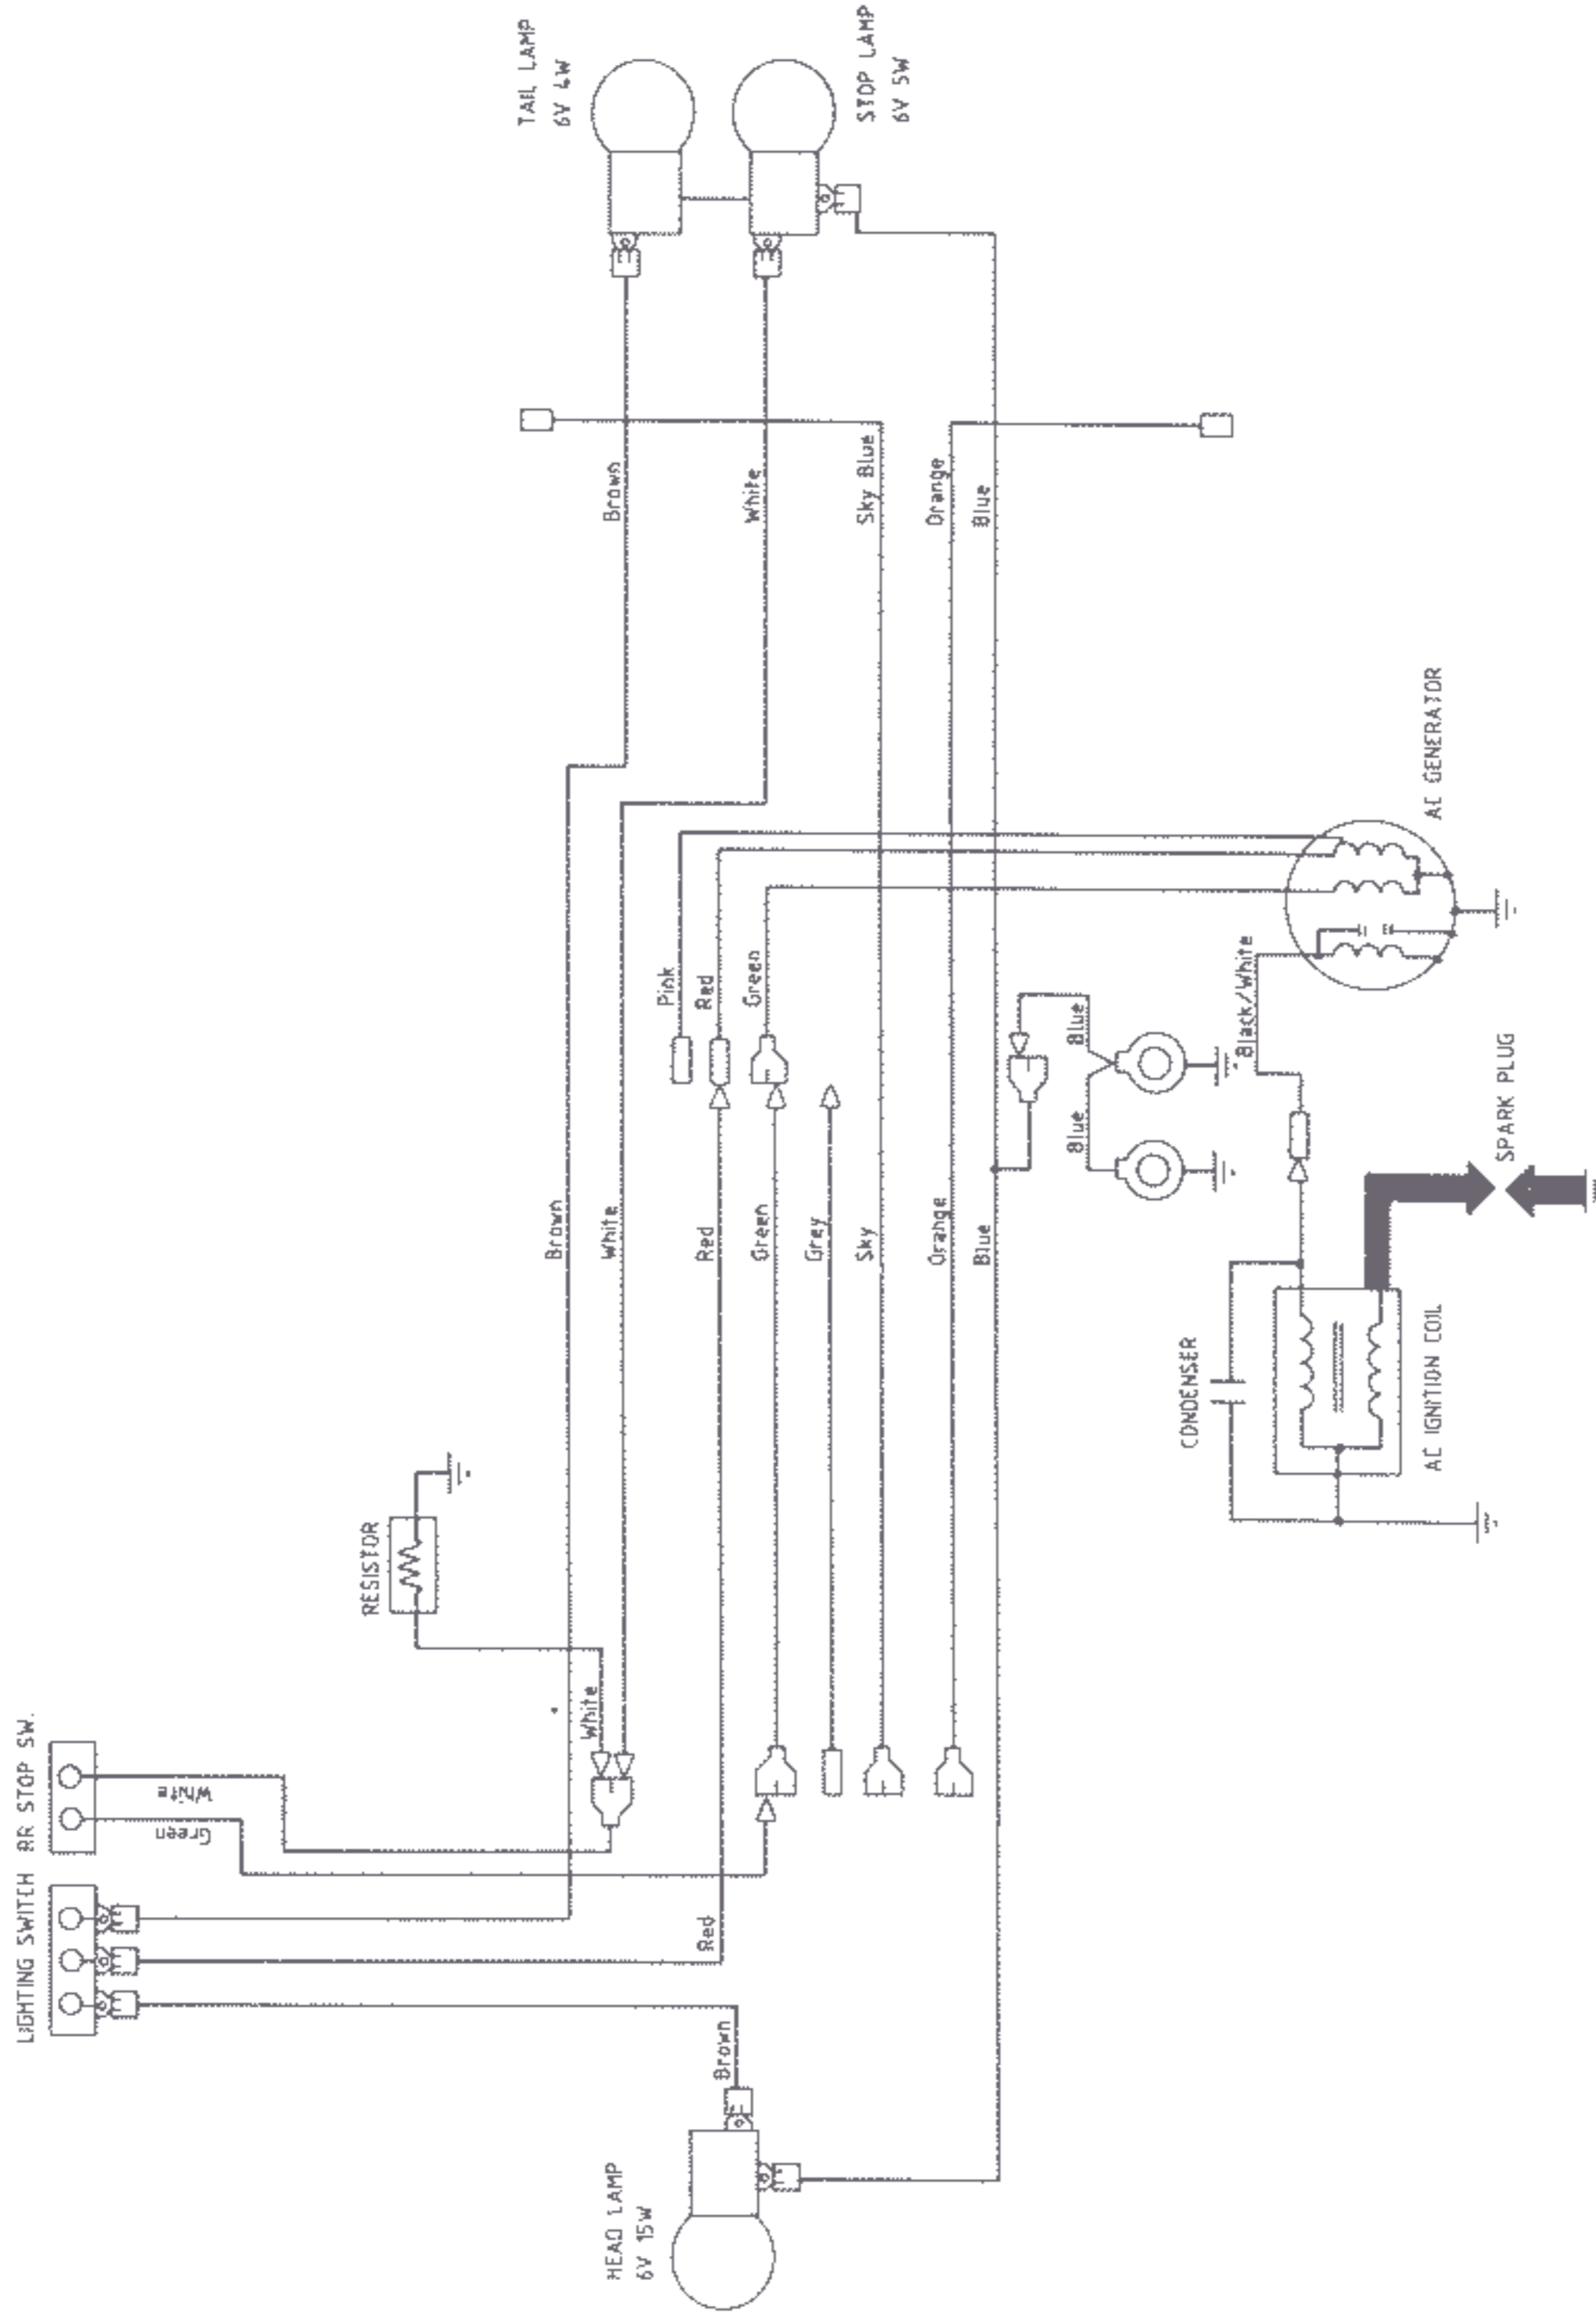 LIGHTING SWITCH
RR STOP SW.
Green
White
RESISTOR
TAIL LAMP
6V 4W
Brown
White
White
Brown
HEAD LAMP
6V 15W
Pink
Red
Red
Red
Brown
White
Green
Green
Grey
Sky
Sky Blue
STOP LAMP
6V 5W
Orange
Orange
Blue
Blue
Blue
Blue
CONDENSER
Black/White
AC IGNITION COIL
AC GENERATOR
SPARK PLUG